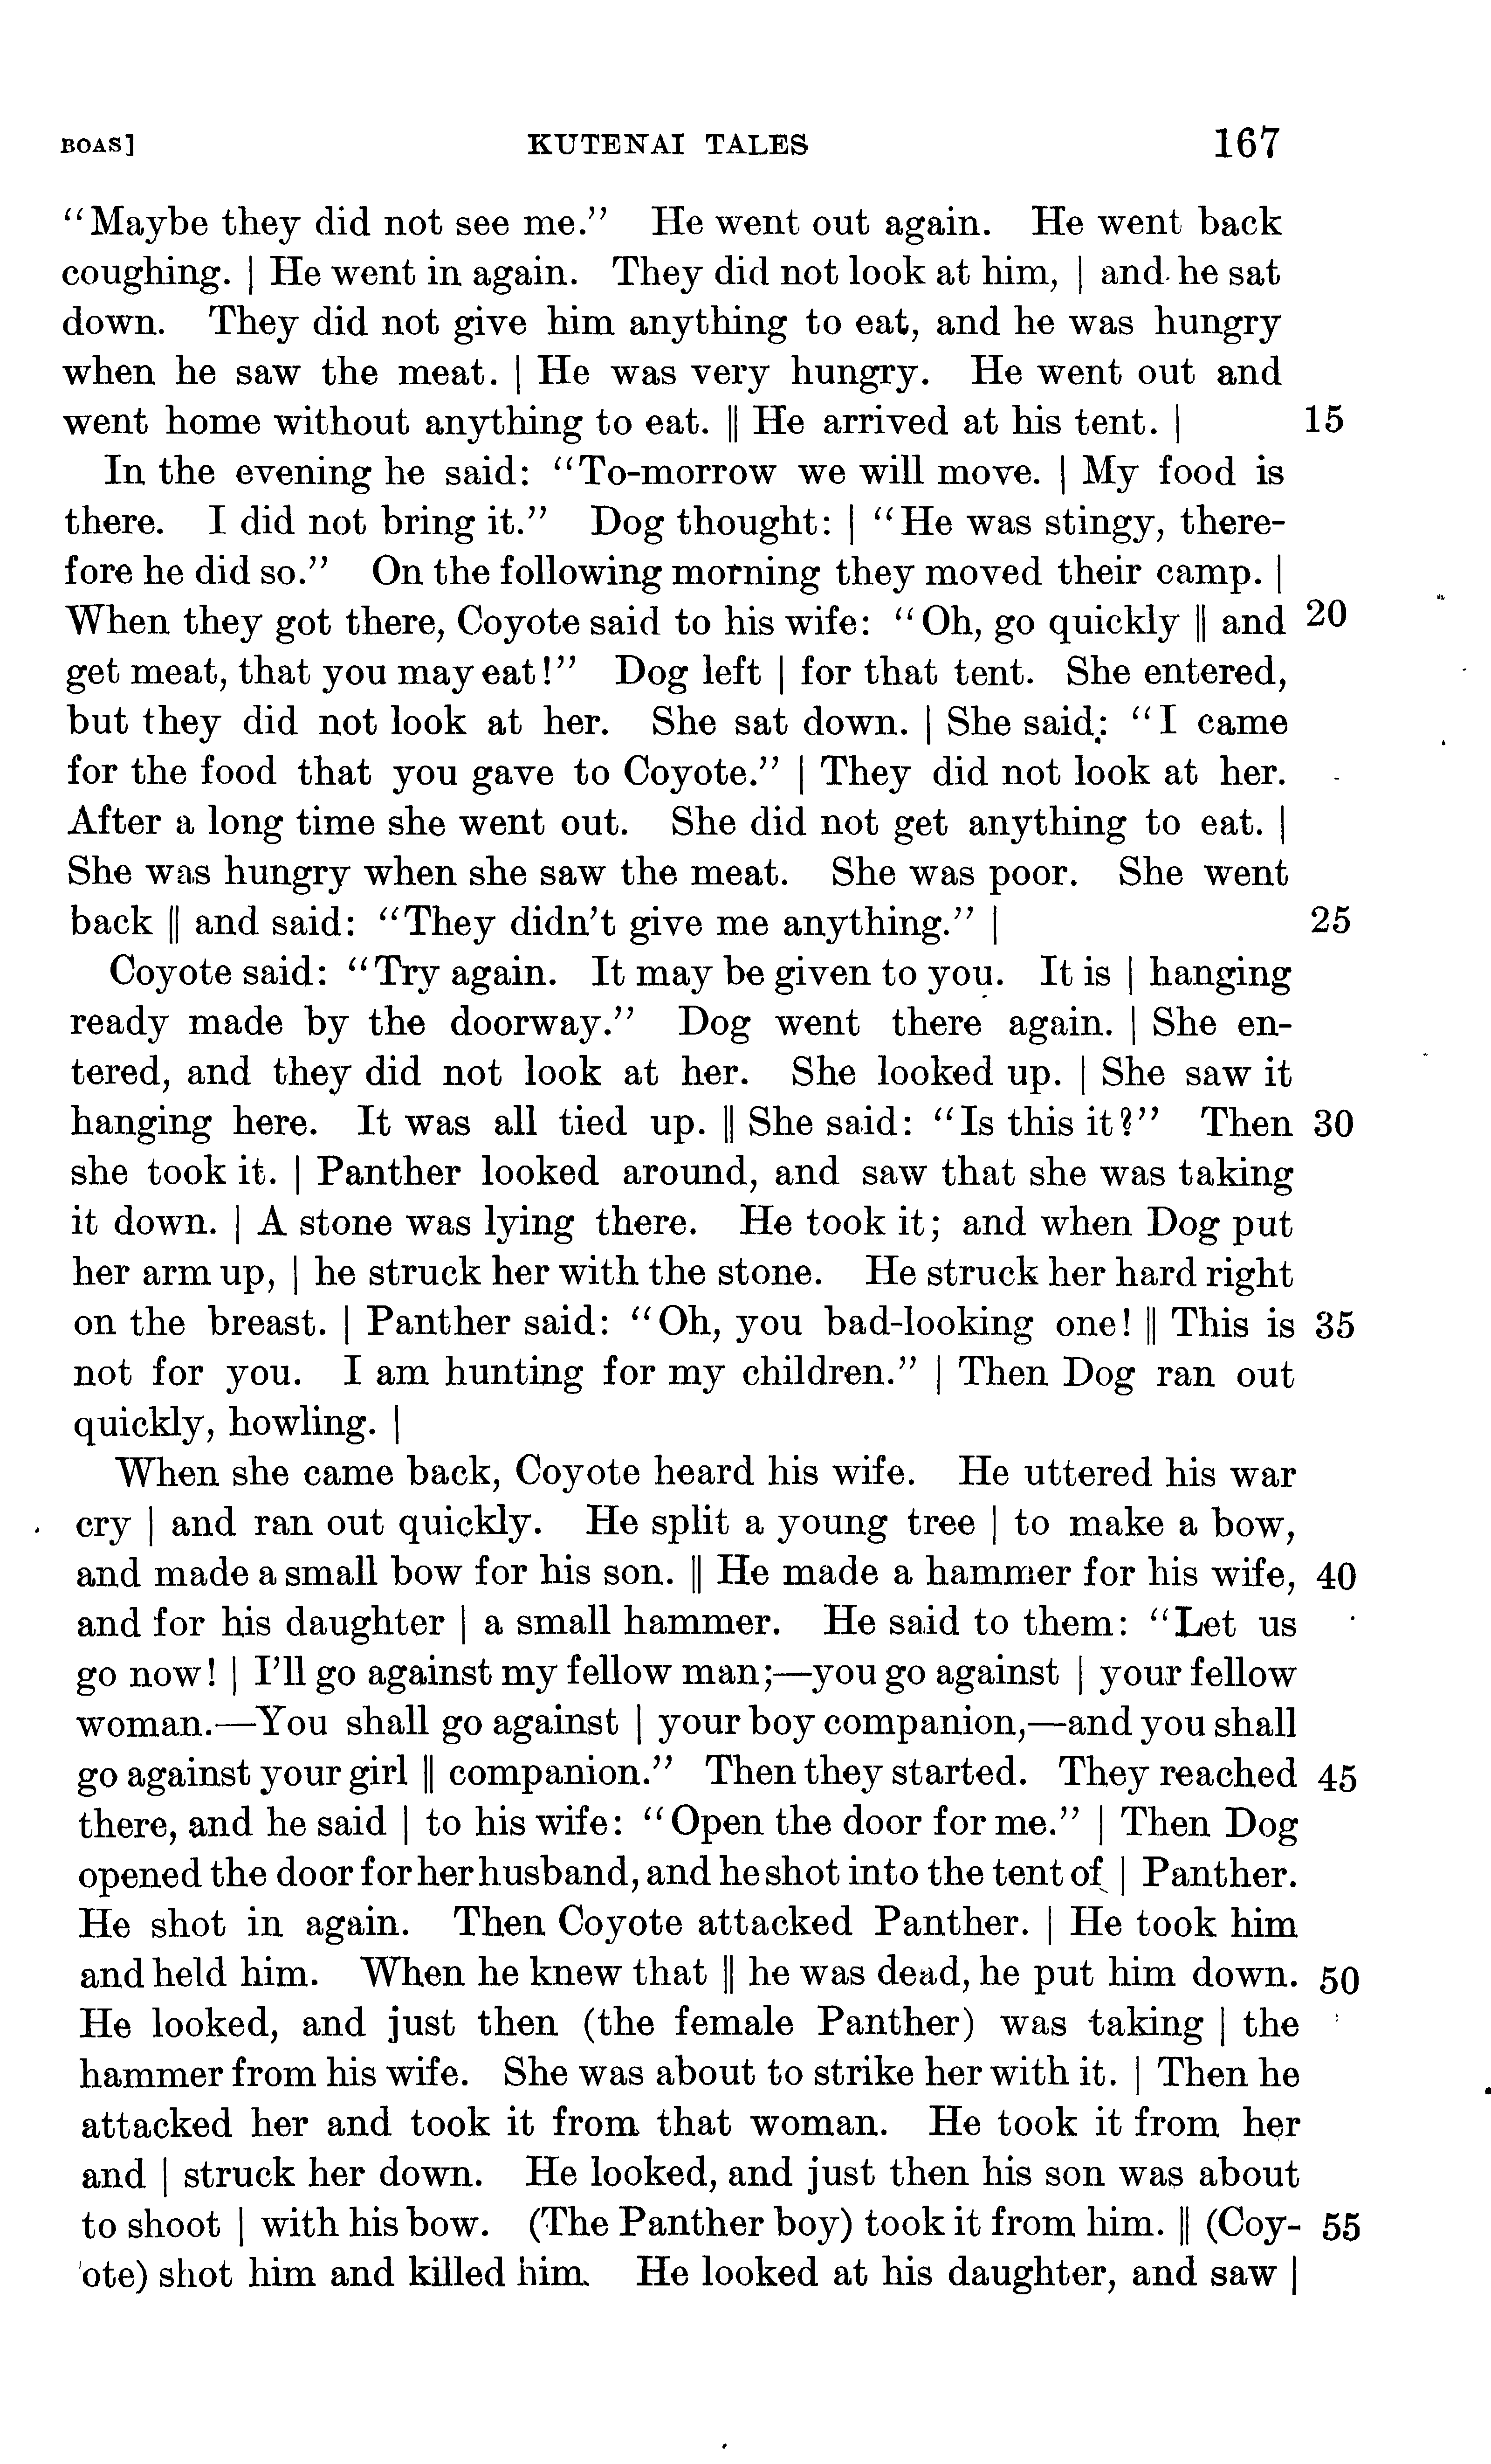 BOAS] KUTENAI TALES 167
“Maybe they did not see me.” He went out again. He went back
coughing. | He went in again. They did not look at him, | and he sat
down. They did not give him anything to eat, and he was hungry
when he saw the meat. | He was very hungry. He went out and
went home without anything to eat. || He arrived at his tent. | 15
In the evening he said: “To-morrow we will move. | My food is
there. I did not bring it.” Dog thought: | “He was stingy, there-
fore he did so.” On the following morning they moved their camp. |
When they got there, Coyote said to his wife: “Oh, go quickly || and 20
get meat, that you may eat!” Dog left | for that tent. She entered,
but they did not look at her. She sat down. | She said: “I came
for the food that you gave to Coyote.” | They did not look at her.
After a long time she went out. She did not get anything to eat. |
She was hungry when she saw the meat. She was poor. She went
back || and said: “They didn’t give me anything.” | 25
Coyote said: “Try again. It may be given to you. It is | hanging
ready made by the doorway.” Dog went there again. | She en-
tered, and they did not look at her. She looked up. | She saw it
hanging here. It was all tied up. || She said: “Is this it?” Then 30
she took it. | Panther looked around, and saw that she was taking
it down. | A stone was lying there. He took it; and when Dog put
her arm up, | he struck her with the stone. He struck her hard right
on the breast. | Panther said: “Oh, you bad-looking one! || This is 35
not for you. I am hunting for my children.” | Then Dog ran out
quickly, howling. |
When she came back, Coyote heard his wife. He uttered his war
cry | and ran out quickly. He split a young tree | to make a bow,
and made a small bow for his son. || He made a hammer for his wife, 40
and for his daughter | a small hammer. He said to them: “Let us
go now! | I’ll go against my fellow man;—you go against | your fellow
woman.—You shall go against | your boy companion,—and you shall
go against your girl || companion.” Then they started. They reached 45
there, and he said | to his wife: “Open the door for me.” | Then Dog
opened the door for her husband, and he shot into the tent of | Panther.
He shot in again. Then Coyote attacked Panther. | He took him
and held him. When he knew that || he was dead, he put him down. 50
He looked, and just then (the female Panther) was taking | the
hammer from his wife. She was about to strike her with it. | Then he
attacked her and took it from that woman. He took it from her
and | struck her down. He looked, and just then his son was about
to shoot | with his bow. (The Panther boy) took it from him. || (Coy- 55
ote) shot him and killed him. He looked at his daughter, and saw |